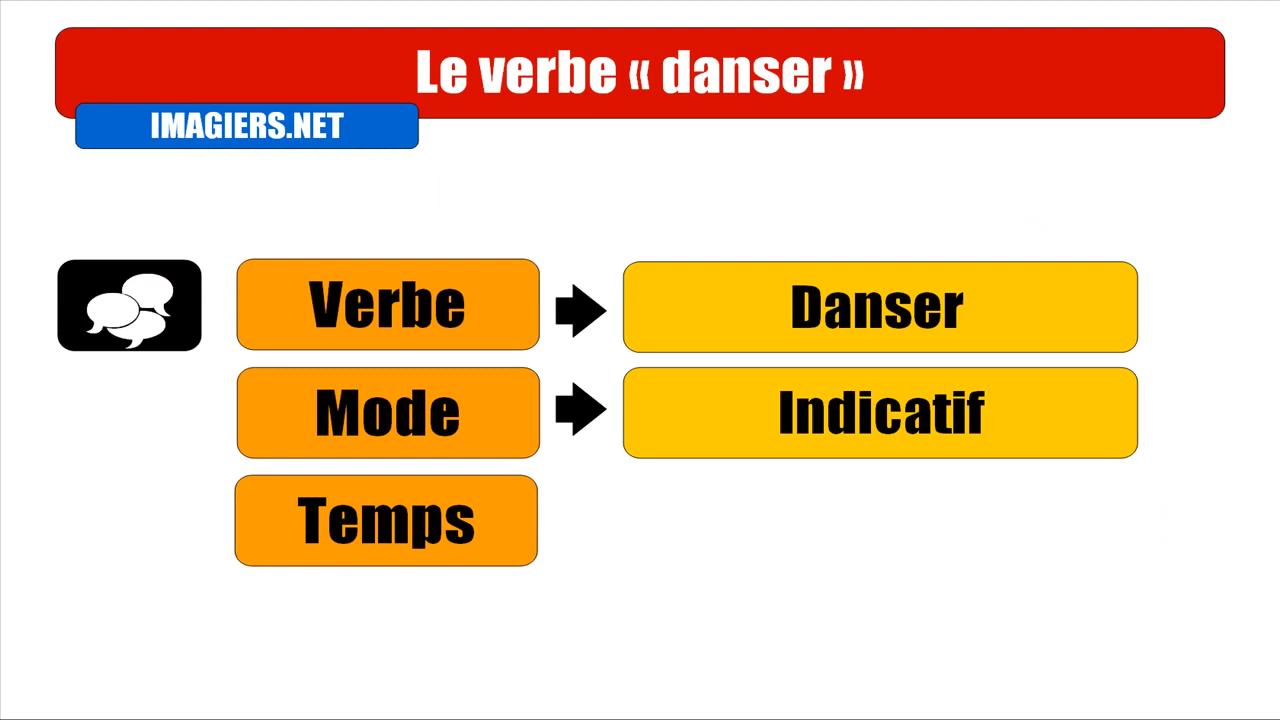 Le verbe « danser »
IMAGIERS.NET
Verbe Danser
Mode Indicatif
Temps